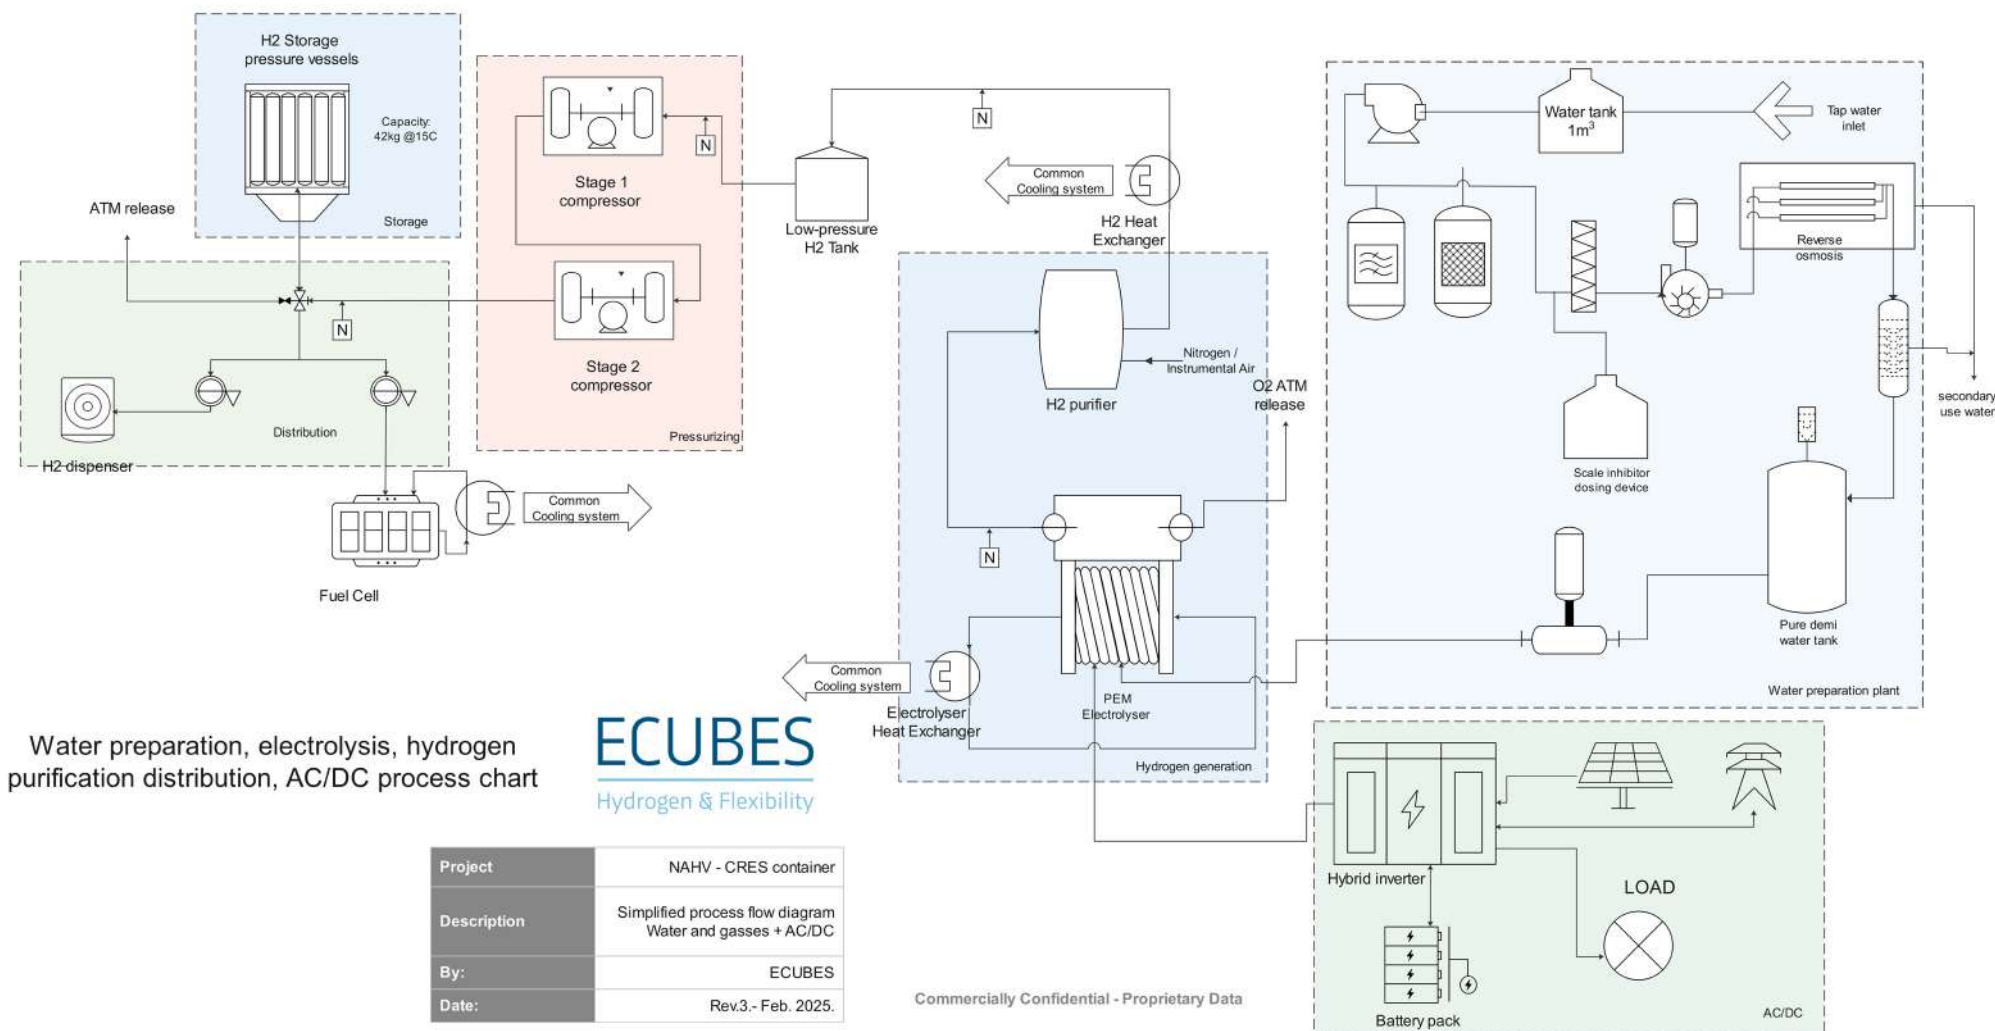 H2 Storage
pressure vessels
Capacity:
42kg @15C
Storage
ATM release
N
Distribution
H2 dispenser
Fuel Cell
Common
Cooling system
Stage 1
compressor
N
Stage 2
compressor
Pressurizing
Low-pressure
H2 Tank
N
Common
Cooling system
H2 Heat
Exchanger
H2 purifier
Nitrogen /
Instrumental Air
O2 ATM
release
N
PEM
Electrolyser
Common
Cooling system
Electrolyser
Heat Exchanger
Hydrogen generation
Water tank
1m³
Tap water
inlet
Reverse
osmosis
secondary
use water
Scale inhibitor
dosing device
Pure demi
water tank
Water preparation plant
Hybrid inverter
LOAD
Battery pack
AC/DC
Water preparation, electrolysis, hydrogen
purification distribution, AC/DC process chart
ECUBES
Hydrogen & Flexibility
Project NAHV - CRES container
Description Simplified process flow diagram
Water and gasses + AC/DC
By: ECUBES
Date: Rev.3.- Feb. 2025.
Commercially Confidential - Proprietary Data